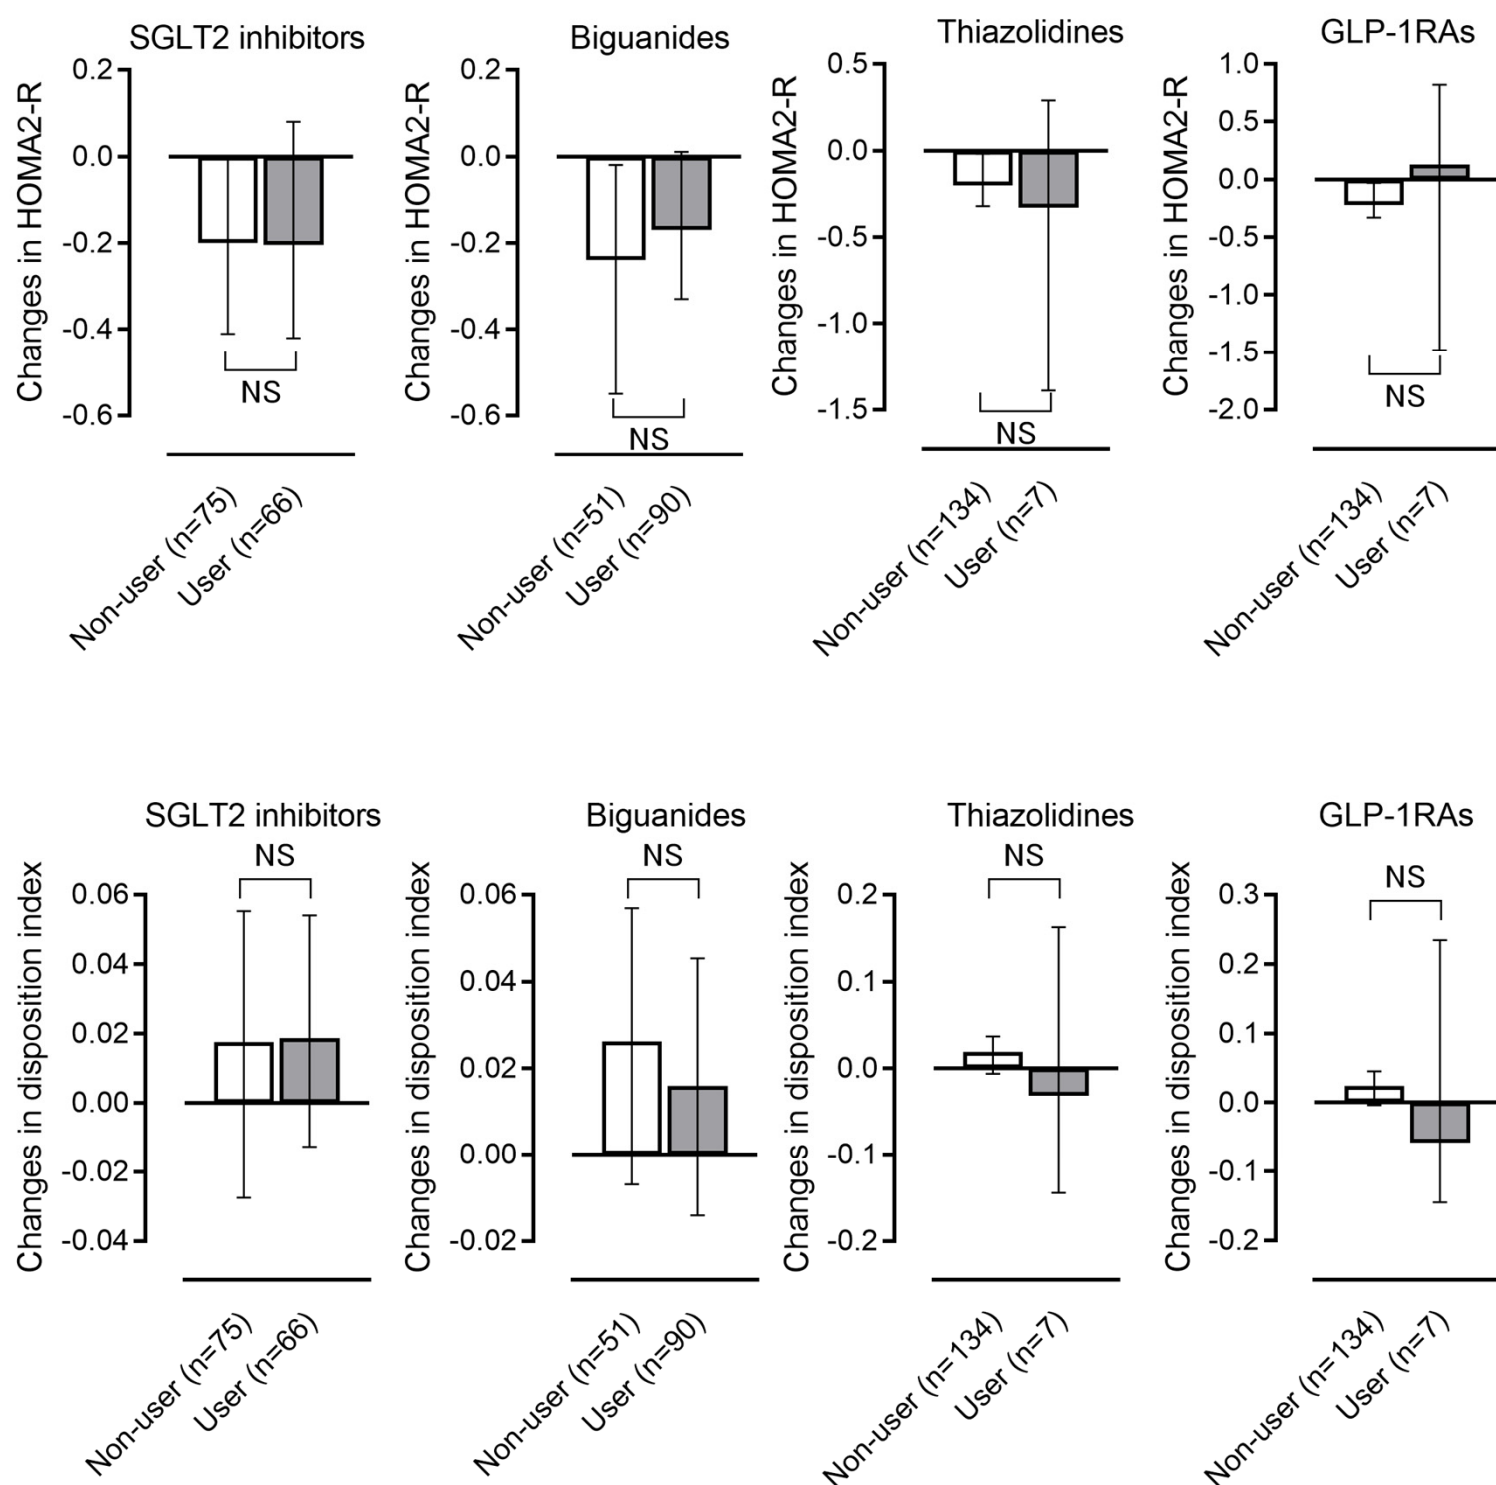 SGLT2 inhibitors
Changes in HOMA2-R
0.2
0.0
-0.2
-0.4
-0.6
NS
Non-user (n=75)
User (n=66)
Biguanides
Changes in HOMA2-R
0.2
0.0
-0.2
-0.4
-0.6
NS
Non-user (n=51)
User (n=90)
Thiazolidines
Changes in HOMA2-R
0.5
0.0
-0.5
-1.0
-1.5
NS
Non-user (n=134)
User (n=7)
GLP-1RAs
Changes in HOMA2-R
1.0
0.5
0.0
-0.5
-1.0
-1.5
-2.0
NS
Non-user (n=134)
User (n=7)
SGLT2 inhibitors
NS
Changes in disposition index
0.06
0.04
0.02
0.00
-0.02
-0.04
Non-user (n=75)
User (n=66)
Biguanides
NS
Changes in disposition index
0.06
0.04
0.02
0.00
-0.02
Non-user (n=51)
User (n=90)
Thiazolidines
NS
Changes in disposition index
0.2
0.1
0.0
-0.1
-0.2
Non-user (n=134)
User (n=7)
GLP-1RAs
NS
Changes in disposition index
0.3
0.2
0.1
0.0
-0.1
-0.2
Non-user (n=134)
User (n=7)